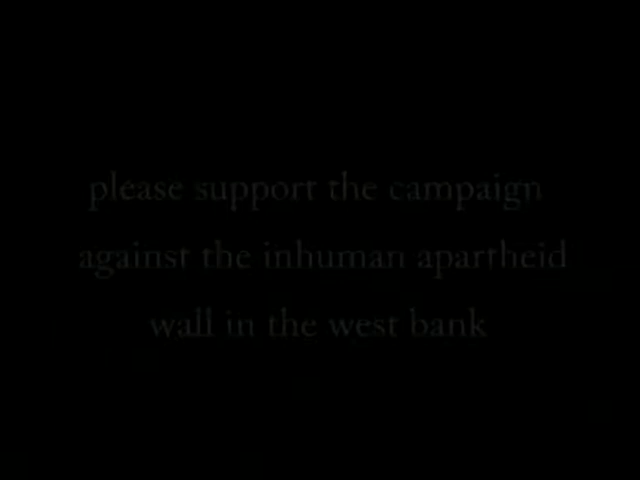 please support the campaign
against the inhuman apartheid
wall in the west bank